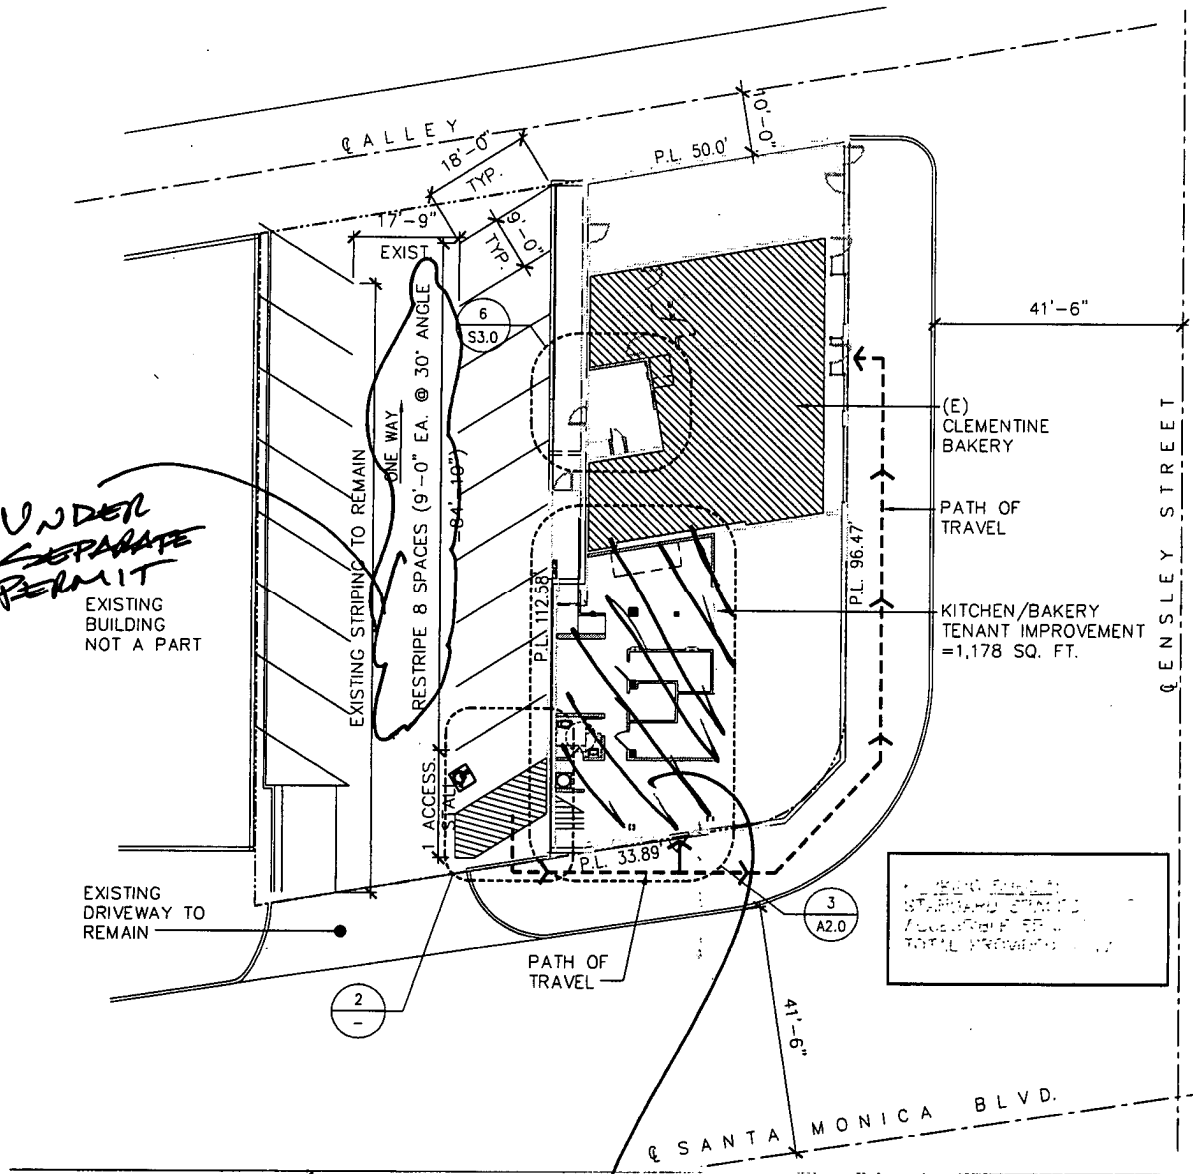 ℄ ALLEY
10'-0"
18'-0"
TYP.
P.L. 50.0'
17'-9"
EXIST.
9'-0"
TYP.
6
S3.0
41'-6"
(E)
CLEMENTINE
BAKERY
ONE WAY
RESTRIPE 8 SPACES (9'-0" EA. @ 30° ANGLE
=84'-10")
EXISTING STRIPING TO REMAIN
UNDER
SEPARATE
PERMIT
EXISTING
BUILDING
NOT A PART
PATH OF
TRAVEL
P.L. 96.47'
P.L. 112.58'
KITCHEN/BAKERY
TENANT IMPROVEMENT
=1,178 SQ. FT.
℄ ENSLEY STREET
1 ACCESS.
STALL
P.L. 33.89'
EXISTING
DRIVEWAY TO
REMAIN
3
A2.0
PATH OF
TRAVEL
2
-
TOTAL PROVIDED
41'-6"
℄ SANTA MONICA BLVD.